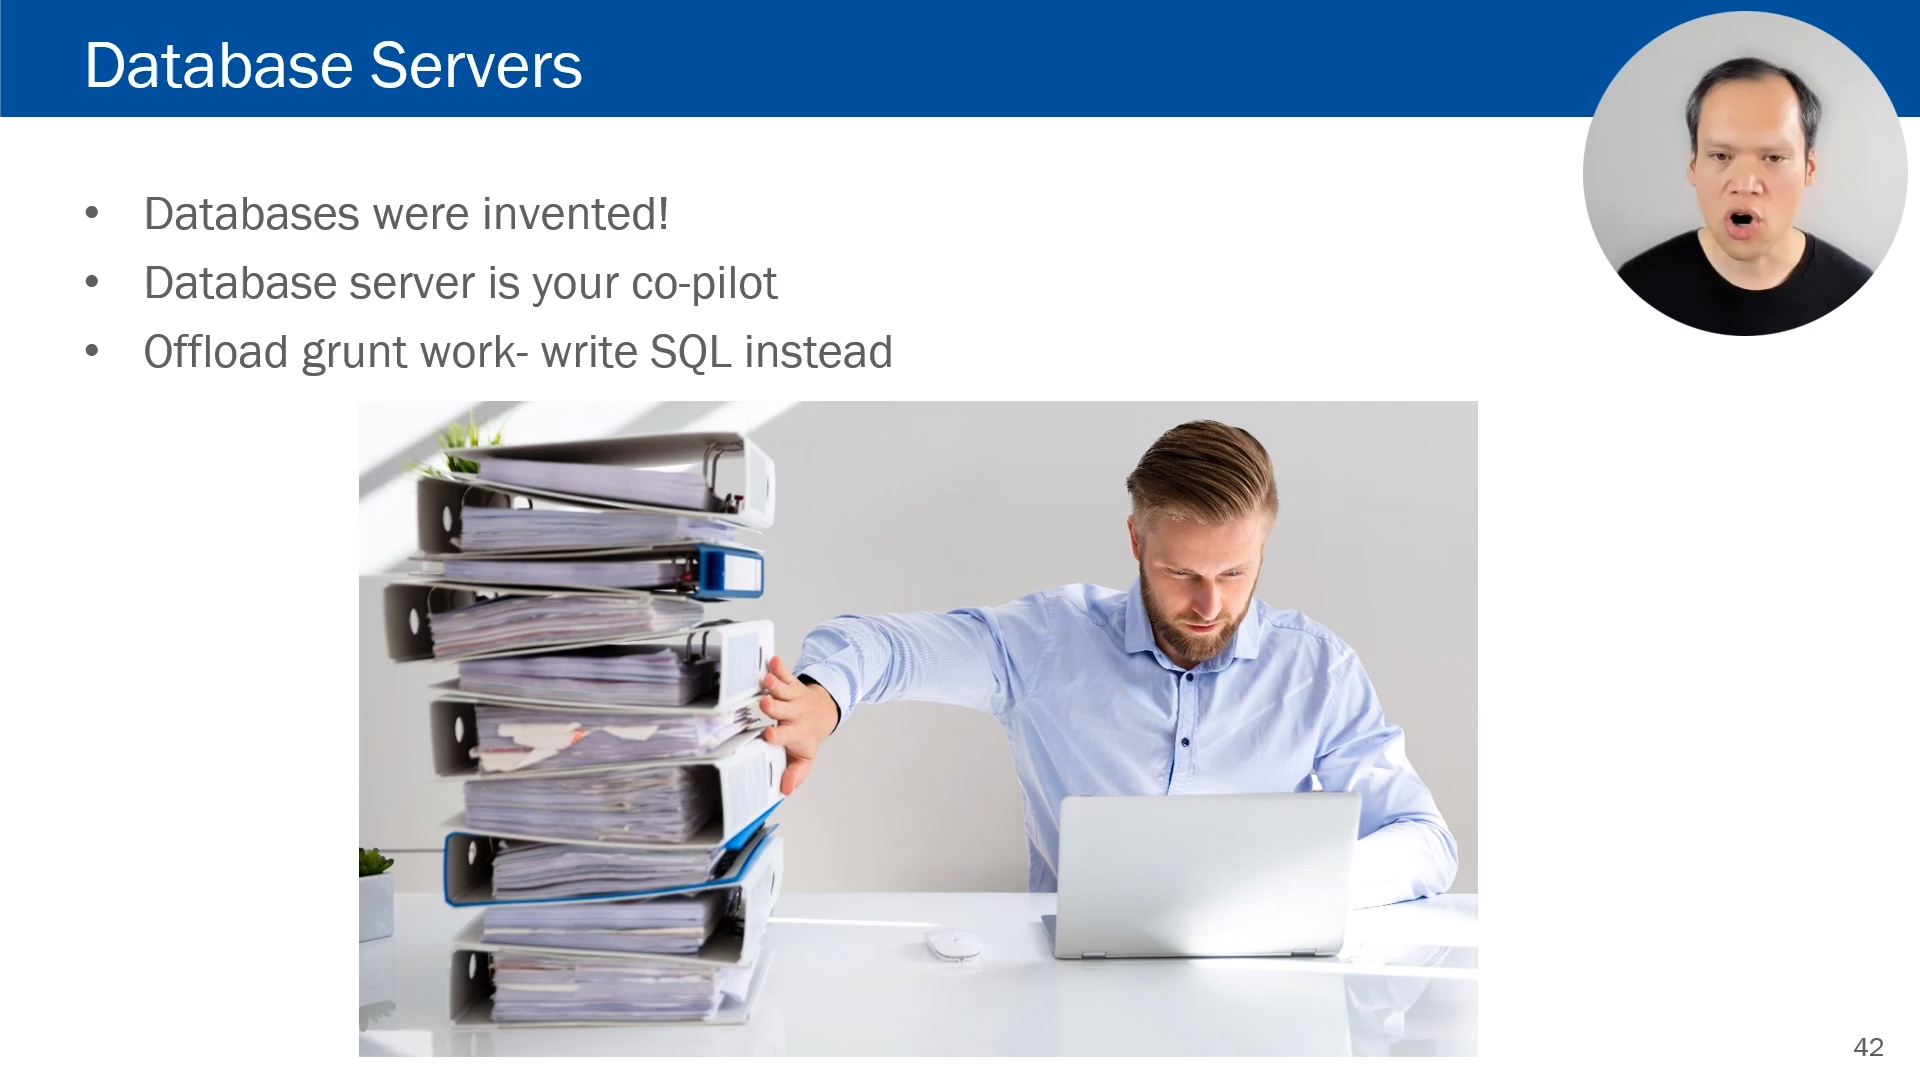 Database Servers
• Databases were invented!
• Database server is your co-pilot
• Offload grunt work- write SQL instead
42